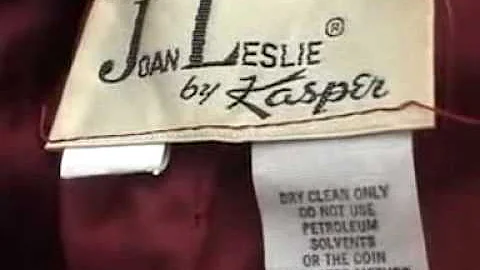 JOAN LESLIE®
by Kasper
DRY CLEAN ONLY
DO NOT USE
PETROLEUM
SOLVENTS
OR THE COIN